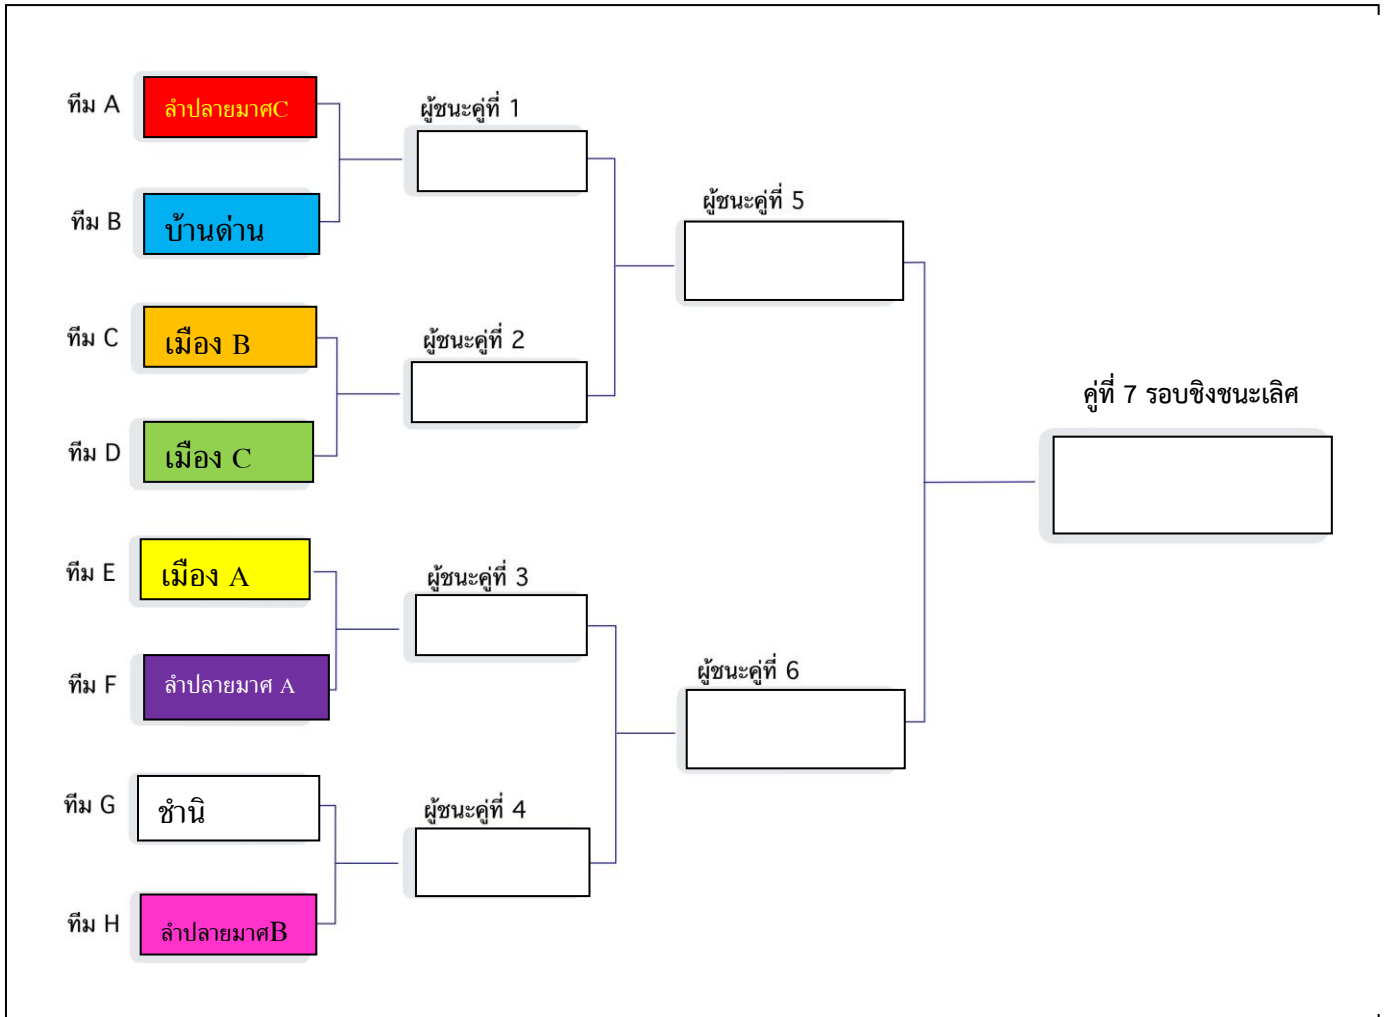 ทีม A
ลำปลายมาศC
ทีม B
บ้านด่าน
ทีม C
เมือง B
ทีม D
เมือง C
ทีม E
เมือง A
ทีม F
ลำปลายมาศ A
ทีม G
ชำนิ
ทีม H
ลำปลายมาศB
ผู้ชนะคู่ที่ 1
ผู้ชนะคู่ที่ 2
ผู้ชนะคู่ที่ 3
ผู้ชนะคู่ที่ 4
ผู้ชนะคู่ที่ 5
ผู้ชนะคู่ที่ 6
คู่ที่ 7 รอบชิงชนะเลิศ